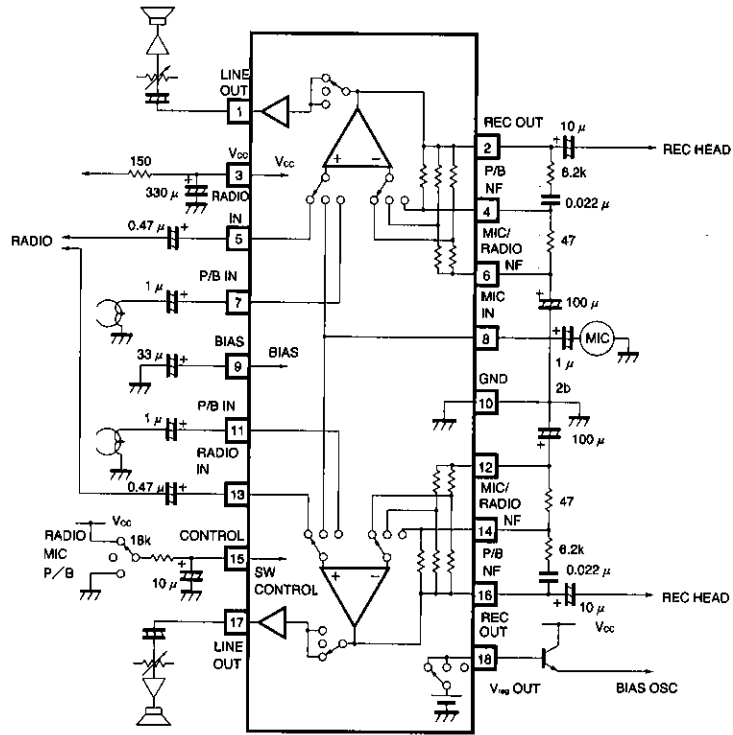 LINE
OUT
1
REC OUT
10 μ
2
REC HEAD
150
VCC
3
VCC
P/B
NF
6.2k
330 μ
RADIO
IN
4
0.022 μ
0.47 μ
RADIO
5
MIC/
RADIO
NF
47
6
1 μ
P/B IN
7
MIC
IN
100 μ
8
MIC
1 μ
33 μ
BIAS
9
BIAS
GND
10
2b
1 μ
P/B IN
11
RADIO
IN
100 μ
12
0.47 μ
13
MIC/
RADIO
NF
47
14
VCC
RADIO
MIC
P/B
18k
CONTROL
15
SW
CONTROL
10 μ
P/B
NF
6.2k
0.022 μ
16
REC HEAD
10 μ
17
LINE
OUT
REC
OUT
VCC
18
Vreg OUT
BIAS OSC